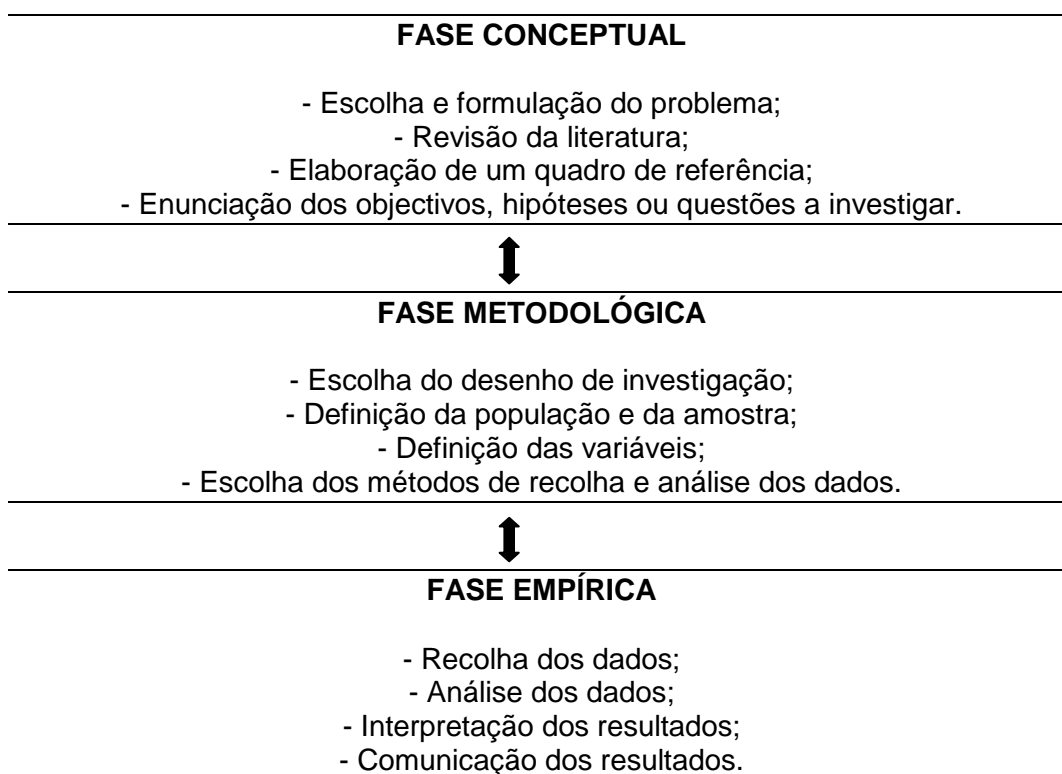 FASE CONCEPTUAL
- Escolha e formulação do problema;
- Revisão da literatura;
- Elaboração de um quadro de referência;
- Enunciação dos objectivos, hipóteses ou questões a investigar.
FASE METODOLÓGICA
- Escolha do desenho de investigação;
- Definição da população e da amostra;
- Definição das variáveis;
- Escolha dos métodos de recolha e análise dos dados.
FASE EMPÍRICA
- Recolha dos dados;
- Análise dos dados;
- Interpretação dos resultados;
- Comunicação dos resultados.